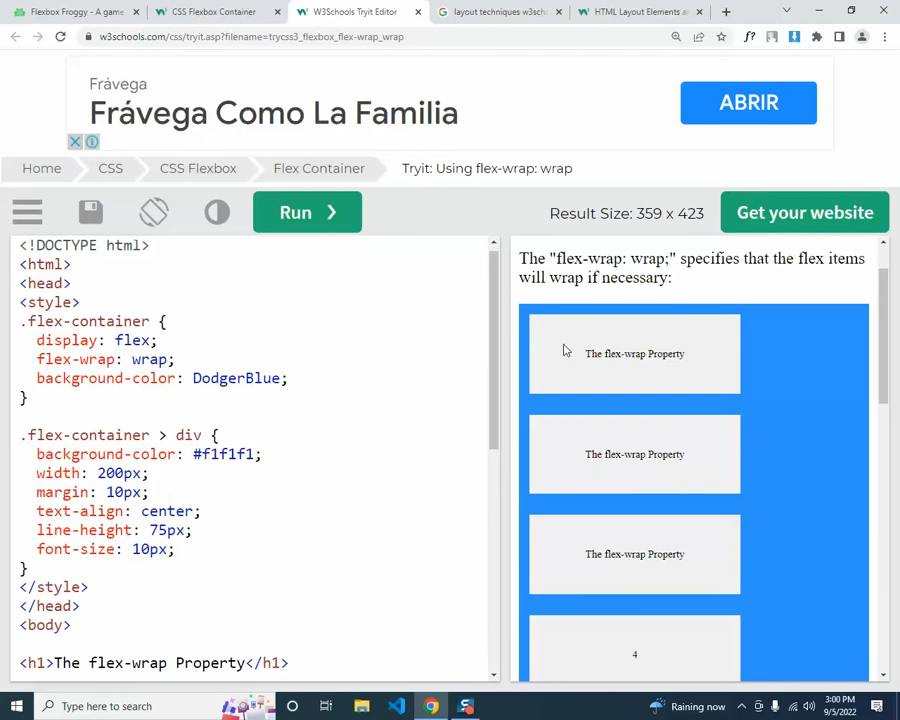 Flexbox Froggy - A game
CSS Flexbox Container
W3Schools Tryit Editor
layout techniques w3sch
HTML Layout Elements a
w3schools.com/css/tryit.asp?filename=trycss3_flexbox_flex-wrap_wrap
f?
Frávega
Frávega Como La Familia
ABRIR
Home
CSS
CSS Flexbox
Flex Container
Tryit: Using flex-wrap: wrap
Run ❯
Result Size: 359 x 423
Get your website
<!DOCTYPE html>
<html>
<head>
<style>
.flex-container {
  display: flex;
  flex-wrap: wrap;
  background-color: DodgerBlue;
}

.flex-container > div {
  background-color: #f1f1f1;
  width: 200px;
  margin: 10px;
  text-align: center;
  line-height: 75px;
  font-size: 10px;
}
</style>
</head>
<body>

<h1>The flex-wrap Property</h1>
The "flex-wrap: wrap;" specifies that the flex items
will wrap if necessary:
The flex-wrap Property
The flex-wrap Property
The flex-wrap Property
4
Type here to search
Raining now
3:00 PM
9/5/2022